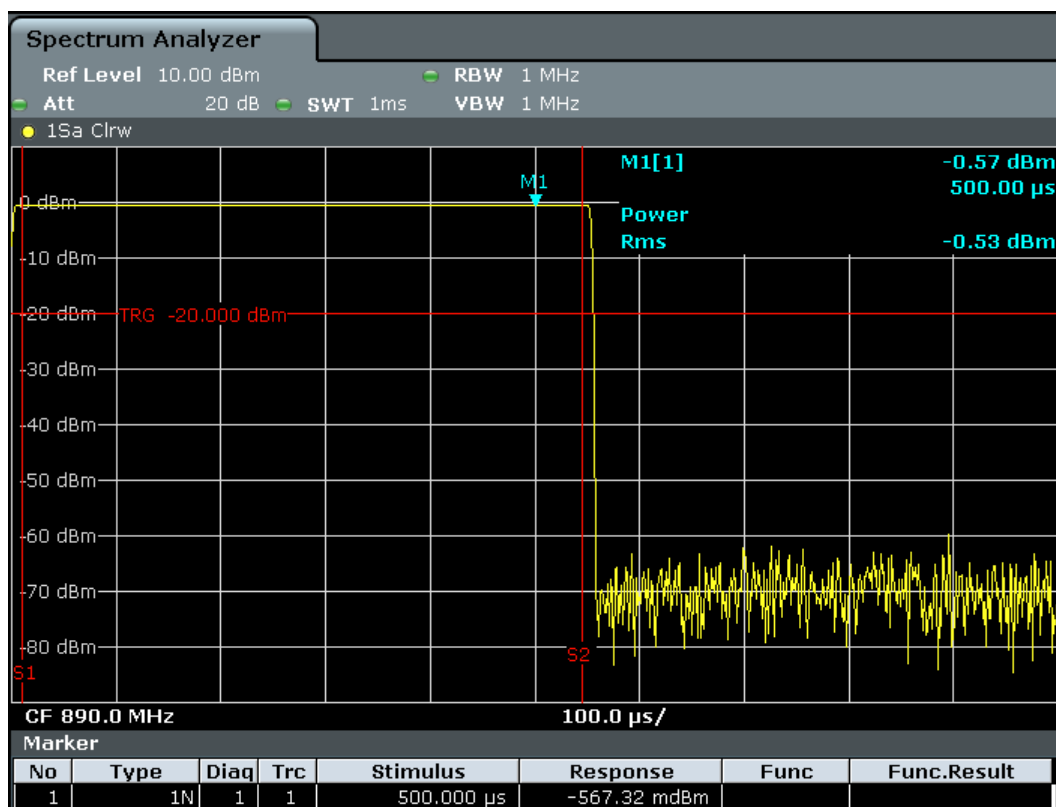 Spectrum Analyzer
Ref Level 10.00 dBm RBW 1 MHz
Att 20 dB SWT 1ms VBW 1 MHz
1Sa Clrw
M1[1] -0.57 dBm
500.00 µs
M1
0 dBm
Power
Rms -0.53 dBm
-10 dBm
-20 dBm TRG -20.000 dBm
-30 dBm
-40 dBm
-50 dBm
-60 dBm
-70 dBm
-80 dBm
S1 S2
CF 890.0 MHz 100.0 µs/
Marker
No Type Diaq Trc Stimulus Response Func Func.Result
1 1N 1 1 500.000 µs -567.32 mdBm